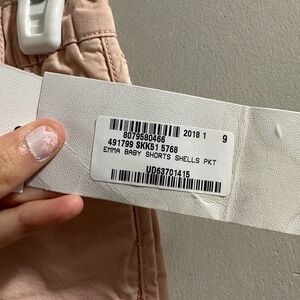 8079580466 2018 1 9
491799 SKK51 5768
EMMA BABY SHORTS SHELLS PKT
UD63701415